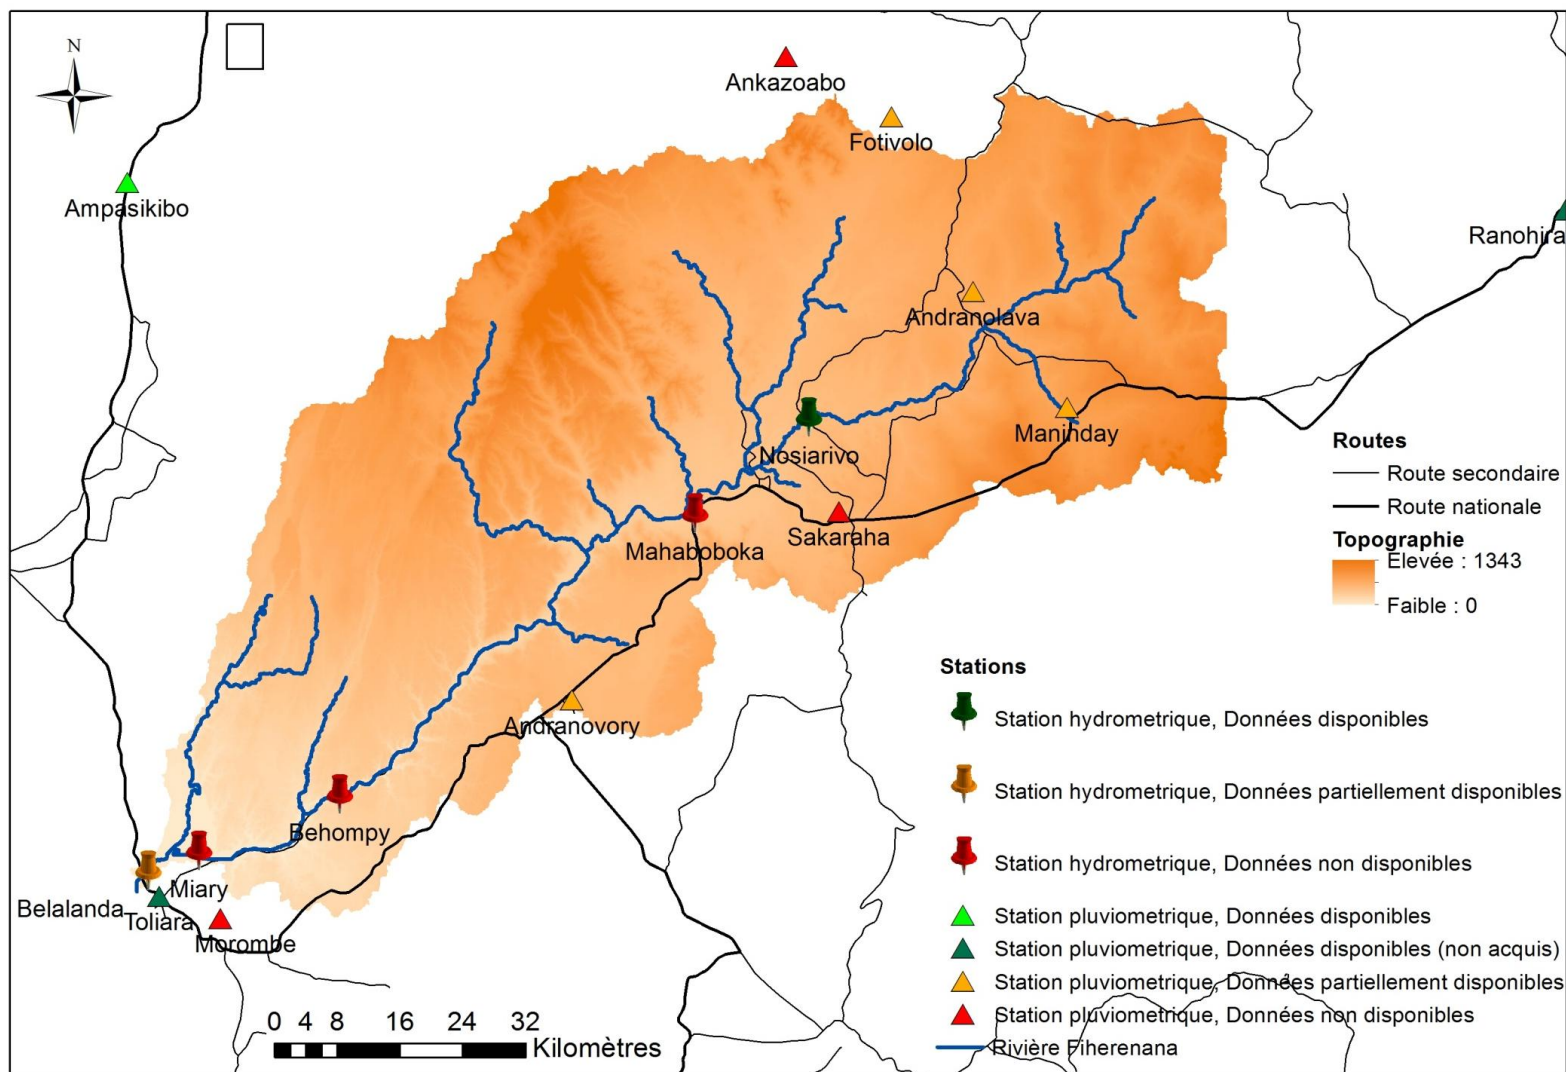 N
Ankazoabo
Fotivolo
Ampasikibo
Ranohira
Andranolava
Maninday
Nosiarivo
Mahaboboka
Sakaraha
Andranovory
Behompy
Miary
Belalanda
Toliara
Morombe
Routes
Route secondaire
Route nationale
Topographie
Elevée : 1343
Faible : 0
Stations
Station hydrometrique, Données disponibles
Station hydrometrique, Données partiellement disponibles
Station hydrometrique, Données non disponibles
Station pluviometrique, Données disponibles
Station pluviometrique, Données disponibles (non acquis)
Station pluviometrique, Données partiellement disponibles
Station pluviometrique, Données non disponibles
Rivière Fiherenana
0 4 8 16 24 32
Kilomètres